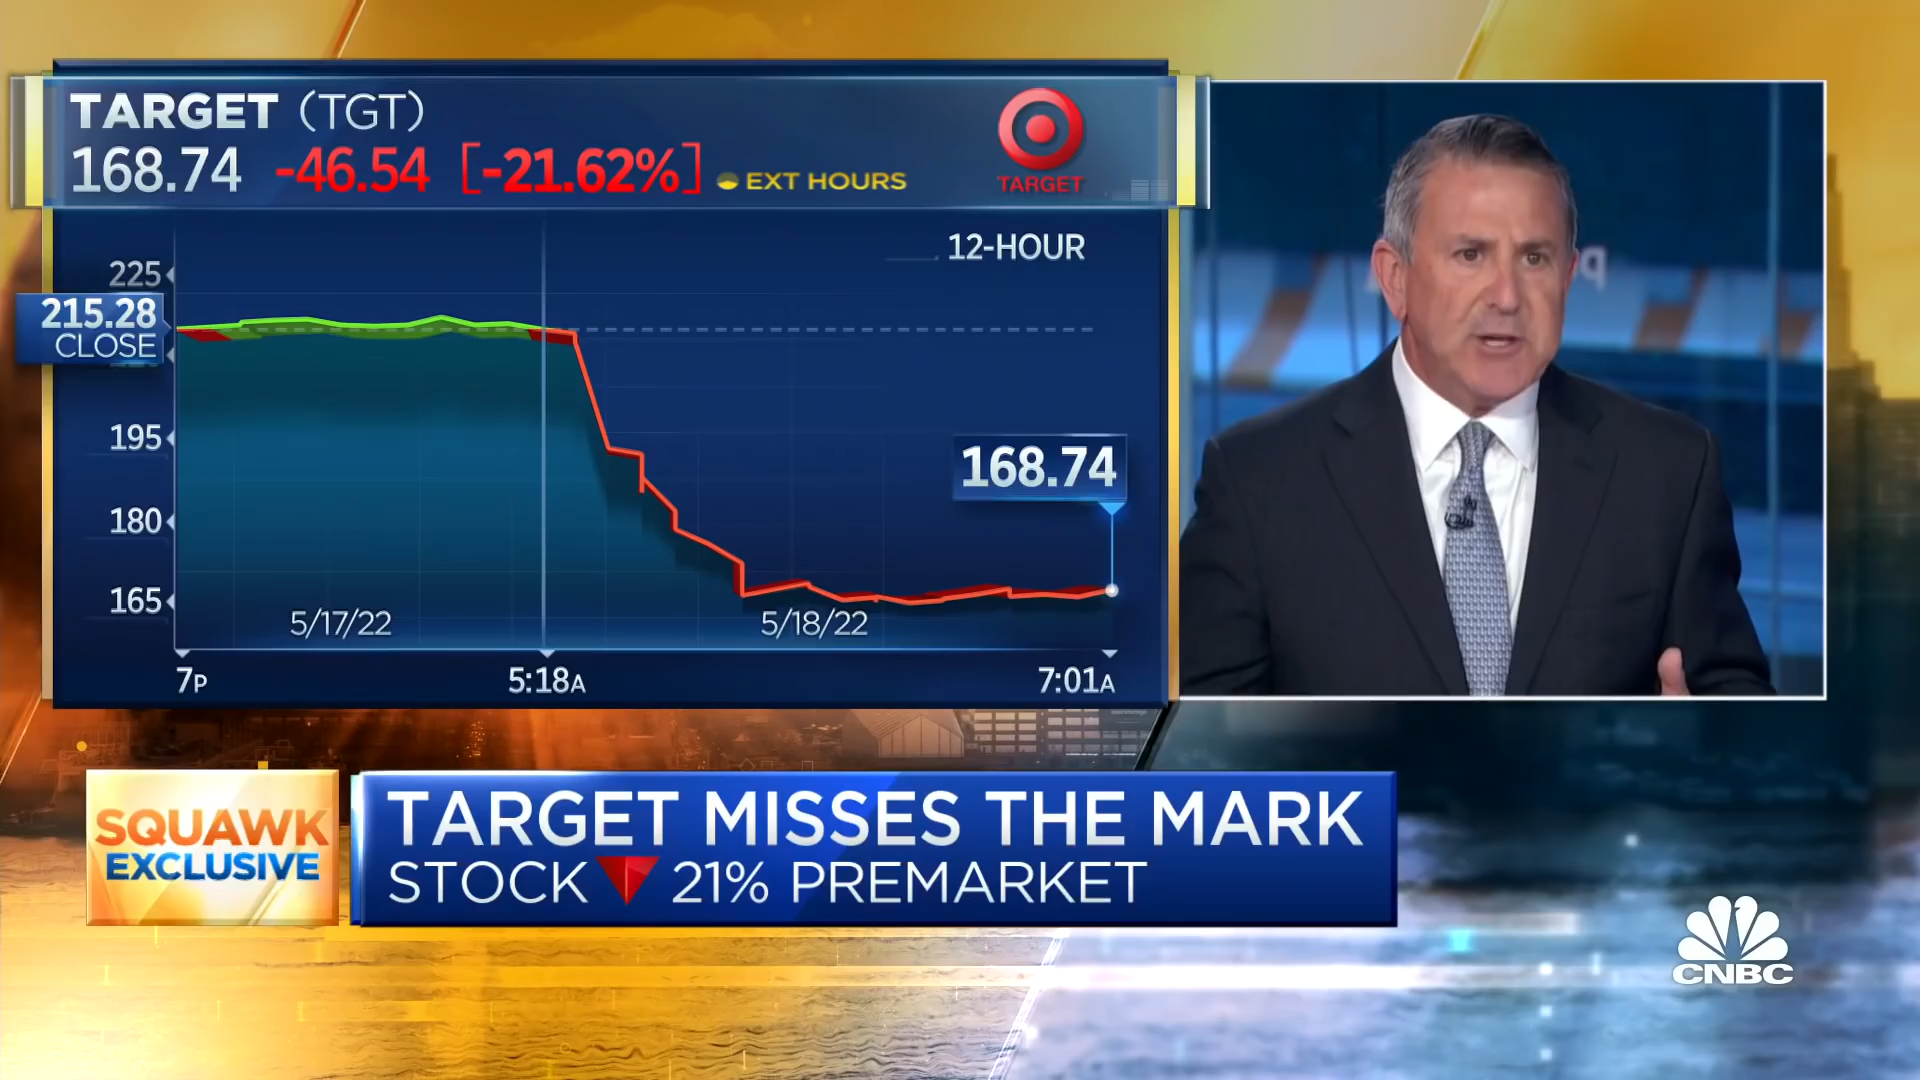 TARGET (TGT)
168.74 -46.54 [-21.62%] EXT HOURS
TARGET
12-HOUR
225
215.28
CLOSE
195
180
165
168.74
5/17/22
5/18/22
7P
5:18A
7:01A
SQUAWK
EXCLUSIVE
TARGET MISSES THE MARK
STOCK ▼ 21% PREMARKET
CNBC